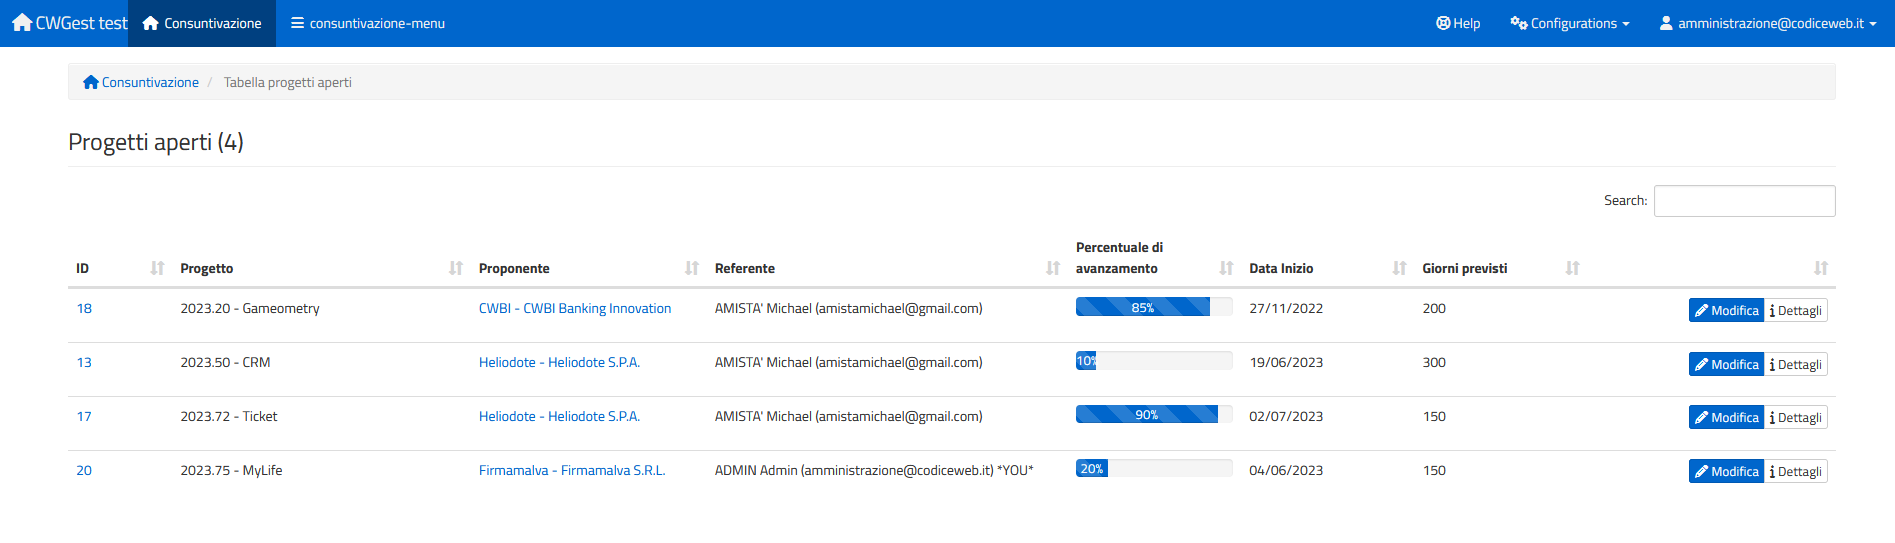 CWGest test Consuntivazione consuntivazione-menu Help Configurations amministrazione@codiceweb.it
Consuntivazione / Tabella progetti aperti
Progetti aperti (4)
Search:
ID Progetto Proponente Referente Percentuale di avanzamento Data Inizio Giorni previsti
18 2023.20 - Gameometry CWBI - CWBI Banking Innovation AMISTA' Michael (amistamichael@gmail.com) 85% 27/11/2022 200 Modifica Dettagli
13 2023.50 - CRM Heliodote - Heliodote S.P.A. AMISTA' Michael (amistamichael@gmail.com) 10% 19/06/2023 300 Modifica Dettagli
17 2023.72 - Ticket Heliodote - Heliodote S.P.A. AMISTA' Michael (amistamichael@gmail.com) 90% 02/07/2023 150 Modifica Dettagli
20 2023.75 - MyLife Firmamalva - Firmamalva S.R.L. ADMIN Admin (amministrazione@codiceweb.it) *YOU* 20% 04/06/2023 150 Modifica Dettagli